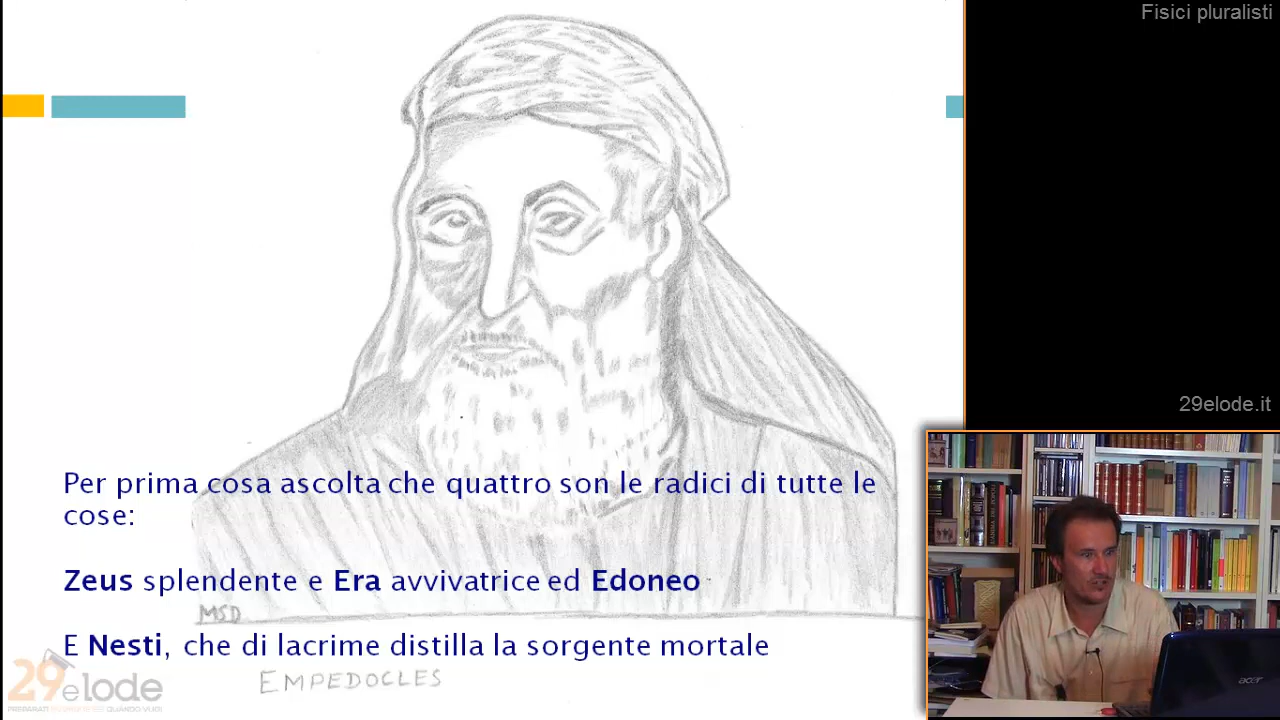 Fisici pluralisti
29elode.it
Per prima cosa ascolta che quattro son le radici di tutte le
cose:
Zeus splendente e Era avvivatrice ed Edoneo
MSD
E Nesti, che di lacrime distilla la sorgente mortale
EMPEDOCLES
29elode
acer